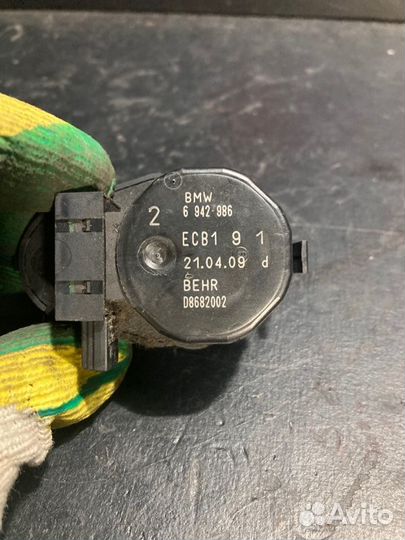 BMW
2 6 942-986
ECB1 9 1
21.04.09 d
BEHR
D8682002
Avito